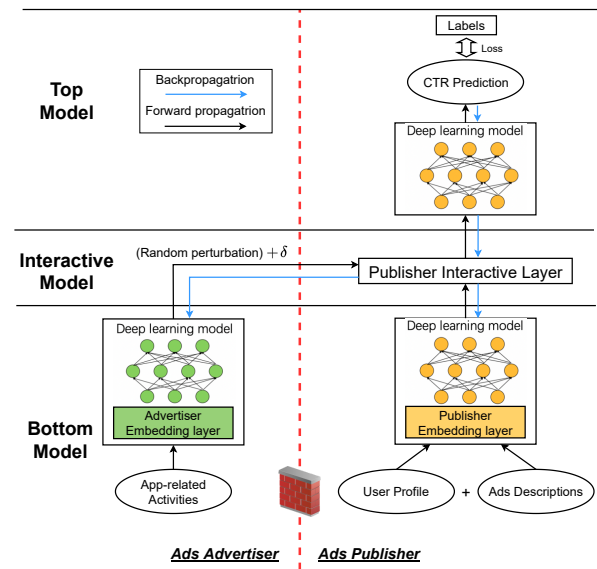 Labels
Loss
CTR Prediction
Top
Model
Backpropagatrion
Forward propagatrion
Deep learning model
Interactive
Model
(Random perturbation) +δ
Publisher Interactive Layer
Bottom
Model
Deep learning model
Advertiser
Embedding layer
App-related
Activities
Deep learning model
Publisher
Embedding layer
User Profile
+
Ads Descriptions
Ads Advertiser
Ads Publisher